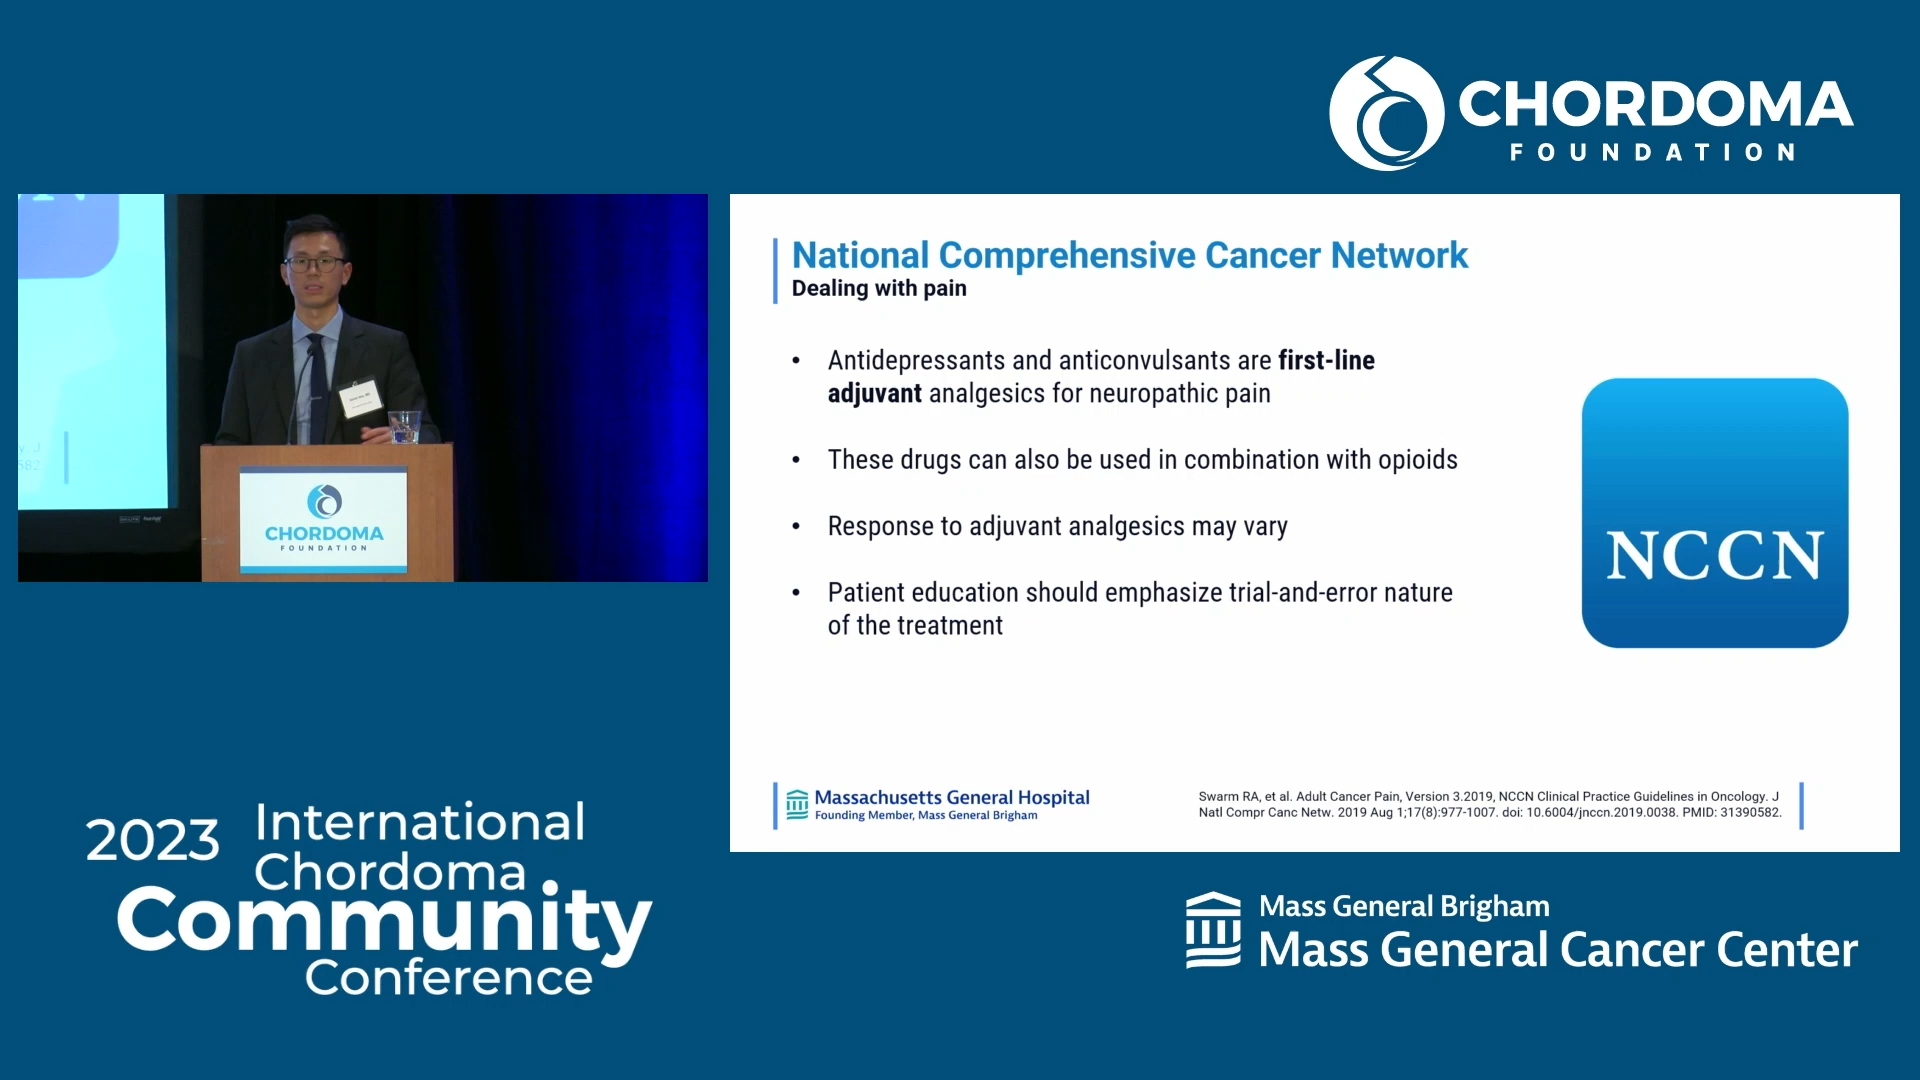 CHORDOMA
FOUNDATION
CHORDOMA
FOUNDATION
National Comprehensive Cancer Network
Dealing with pain
• Antidepressants and anticonvulsants are first-line
adjuvant analgesics for neuropathic pain
• These drugs can also be used in combination with opioids
• Response to adjuvant analgesics may vary
• Patient education should emphasize trial-and-error nature
of the treatment
NCCN
Massachusetts General Hospital
Founding Member, Mass General Brigham
Swarm RA, et al. Adult Cancer Pain, Version 3.2019, NCCN Clinical Practice Guidelines in Oncology. J
Natl Compr Canc Netw. 2019 Aug 1;17(8):977-1007. doi: 10.6004/jnccn.2019.0038. PMID: 31390582.
2023 International
Chordoma
Community
Conference
Mass General Brigham
Mass General Cancer Center